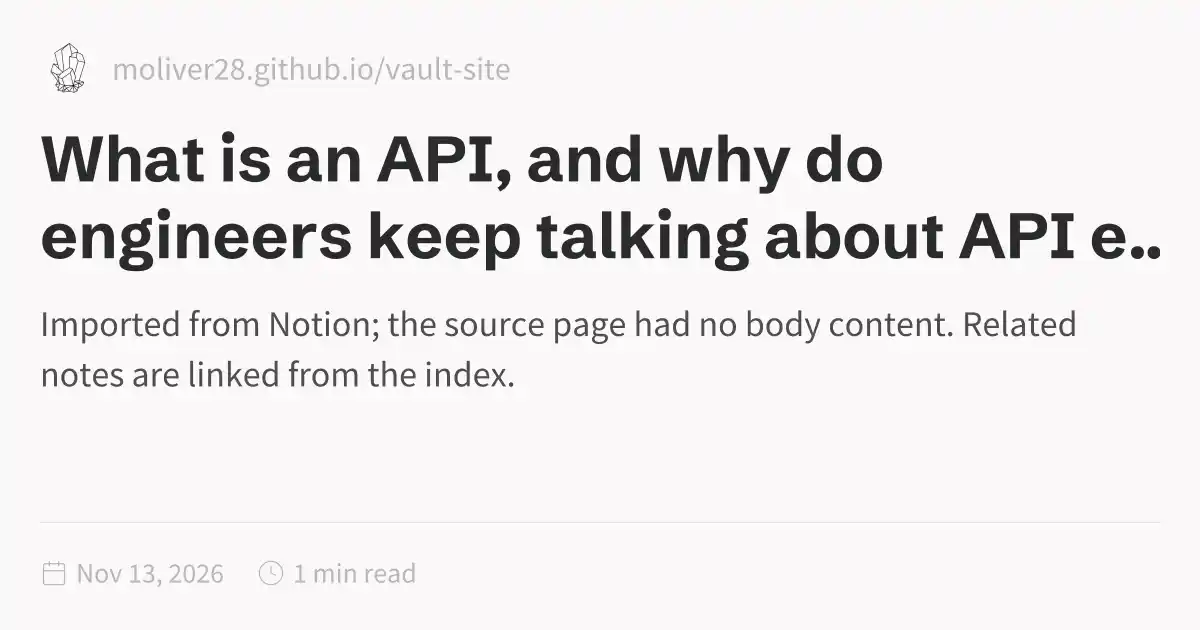 moliver28.github.io/vault-site
What is an API, and why do
engineers keep talking about API e..
Imported from Notion; the source page had no body content. Related
notes are linked from the index.
Nov 13, 2026 1 min read